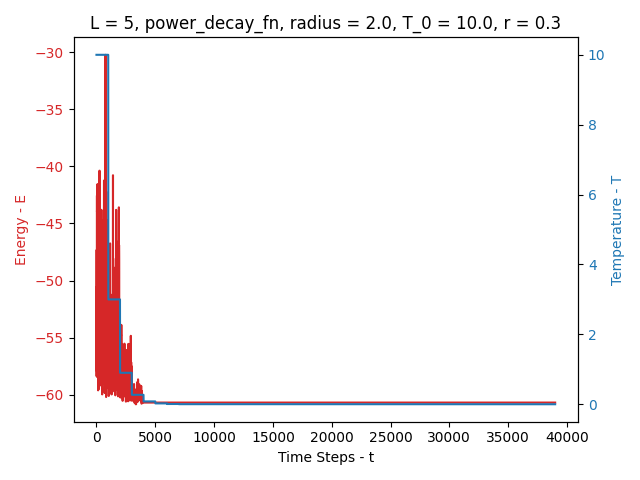 L = 5, power_decay_fn, radius = 2.0, T_0 = 10.0, r = 0.3
Energy - E
−30
−35
−40
−45
−50
−55
−60
10
8
6
4
2
0
Temperature - T
0 5000 10000 15000 20000 25000 30000 35000 40000
Time Steps - t